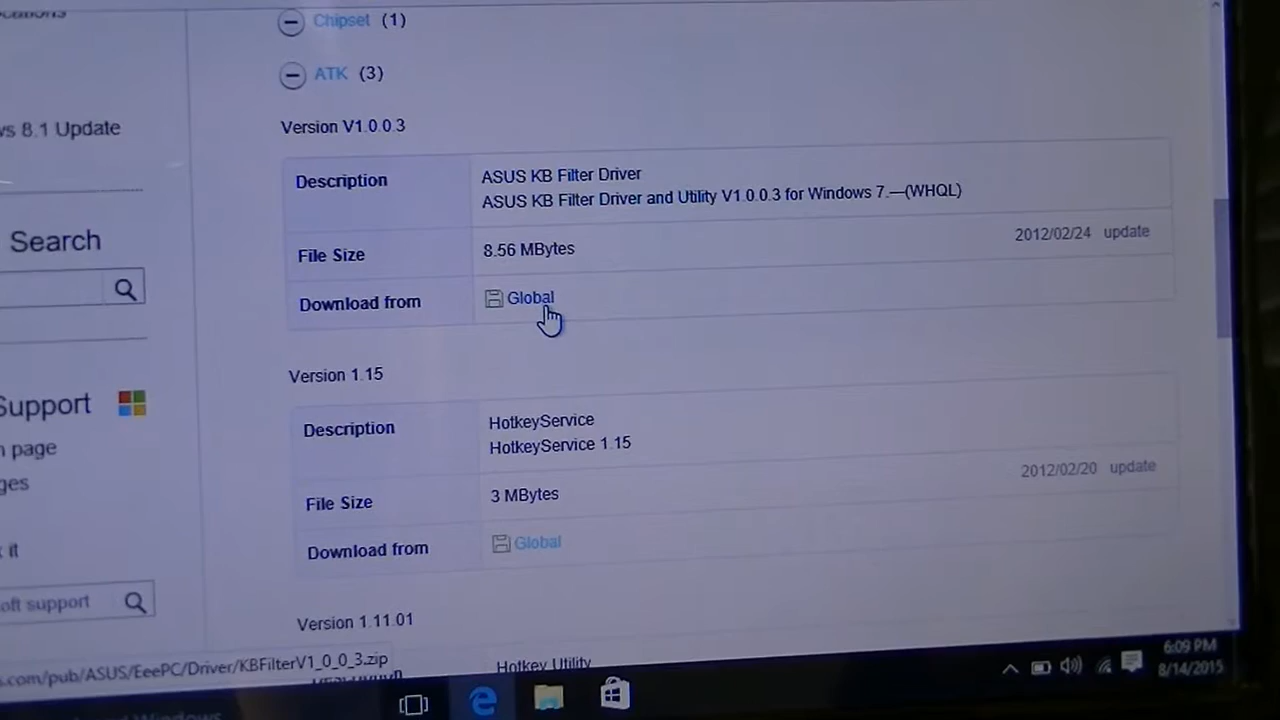 Chipset (1)
ATK (3)
8.1 Update
Version V1.0.0.3
Description
ASUS KB Filter Driver
ASUS KB Filter Driver and Utility V1.0.0.3 for Windows 7.—(WHQL)
Search
File Size
8.56 MBytes
2012/02/24 update
Download from
Global
Version 1.15
Support
page
Description
HotkeyService
HotkeyService 1.15
File Size
3 MBytes
2012/02/20 update
it
Download from
Global
support
Version 1.11.01
.com/pub/ASUS/EeePC/Driver/KBFilterV1_0_0_3.zip
Hotkey Utility
6:09 PM
8/14/2015